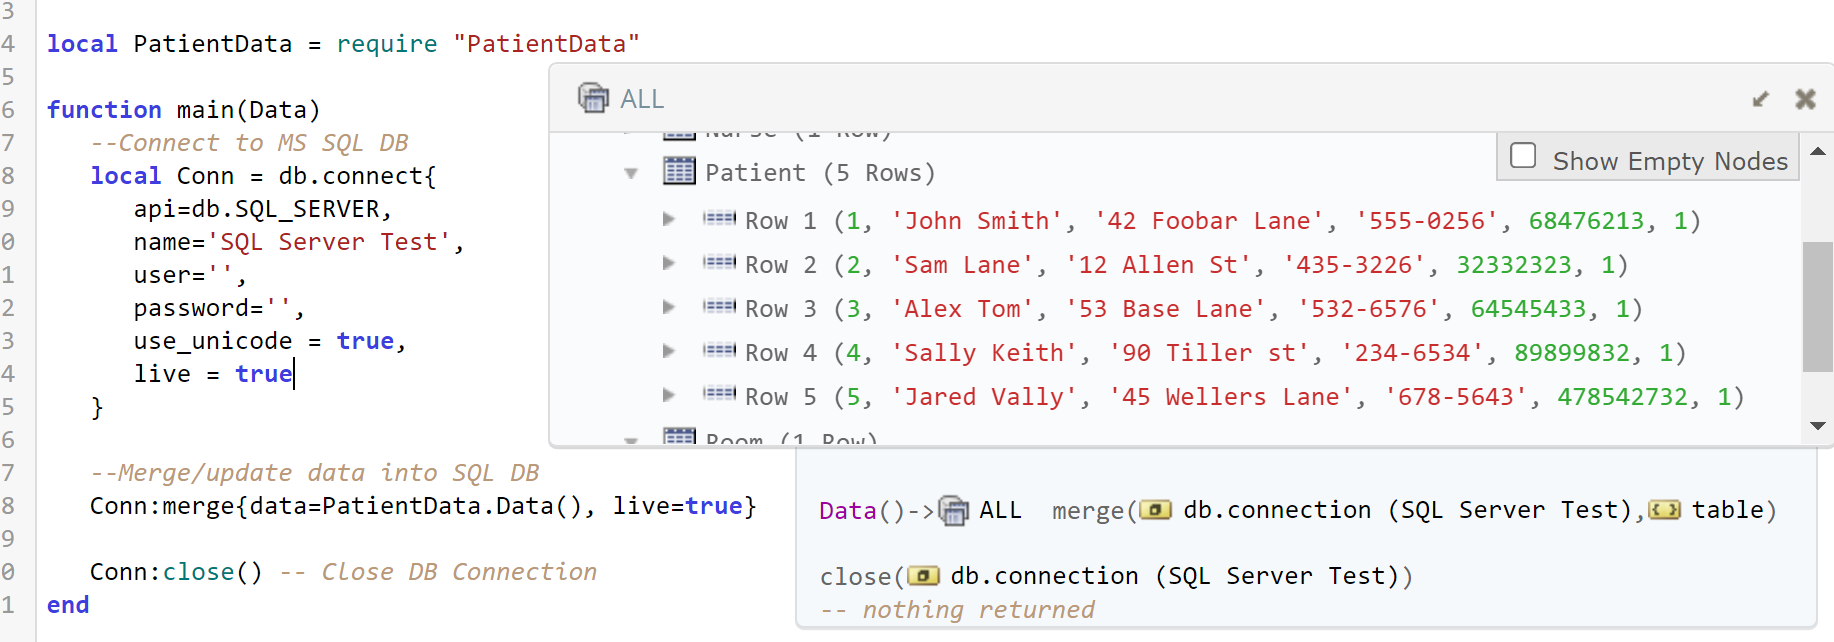 3
4 local PatientData = require "PatientData"
5
6 function main(Data)
7 --Connect to MS SQL DB
8 local Conn = db.connect{
9 api=db.SQL_SERVER,
0 name='SQL Server Test',
1 user='',
2 password='',
3 use_unicode = true,
4 live = true
5 }
6
7 --Merge/update data into SQL DB
8 Conn:merge{data=PatientData.Data(), live=true}
9
0 Conn:close() -- Close DB Connection
1 end
ALL
Nurse (1 Row)
Show Empty Nodes
Patient (5 Rows)
Row 1 (1, 'John Smith', '42 Foobar Lane', '555-0256', 68476213, 1)
Row 2 (2, 'Sam Lane', '12 Allen St', '435-3226', 32332323, 1)
Row 3 (3, 'Alex Tom', '53 Base Lane', '532-6576', 64545433, 1)
Row 4 (4, 'Sally Keith', '90 Tiller st', '234-6534', 89899832, 1)
Row 5 (5, 'Jared Vally', '45 Wellers Lane', '678-5643', 478542732, 1)
Room (1 Row)
Data()-> ALL merge( db.connection (SQL Server Test), table)
close( db.connection (SQL Server Test))
-- nothing returned